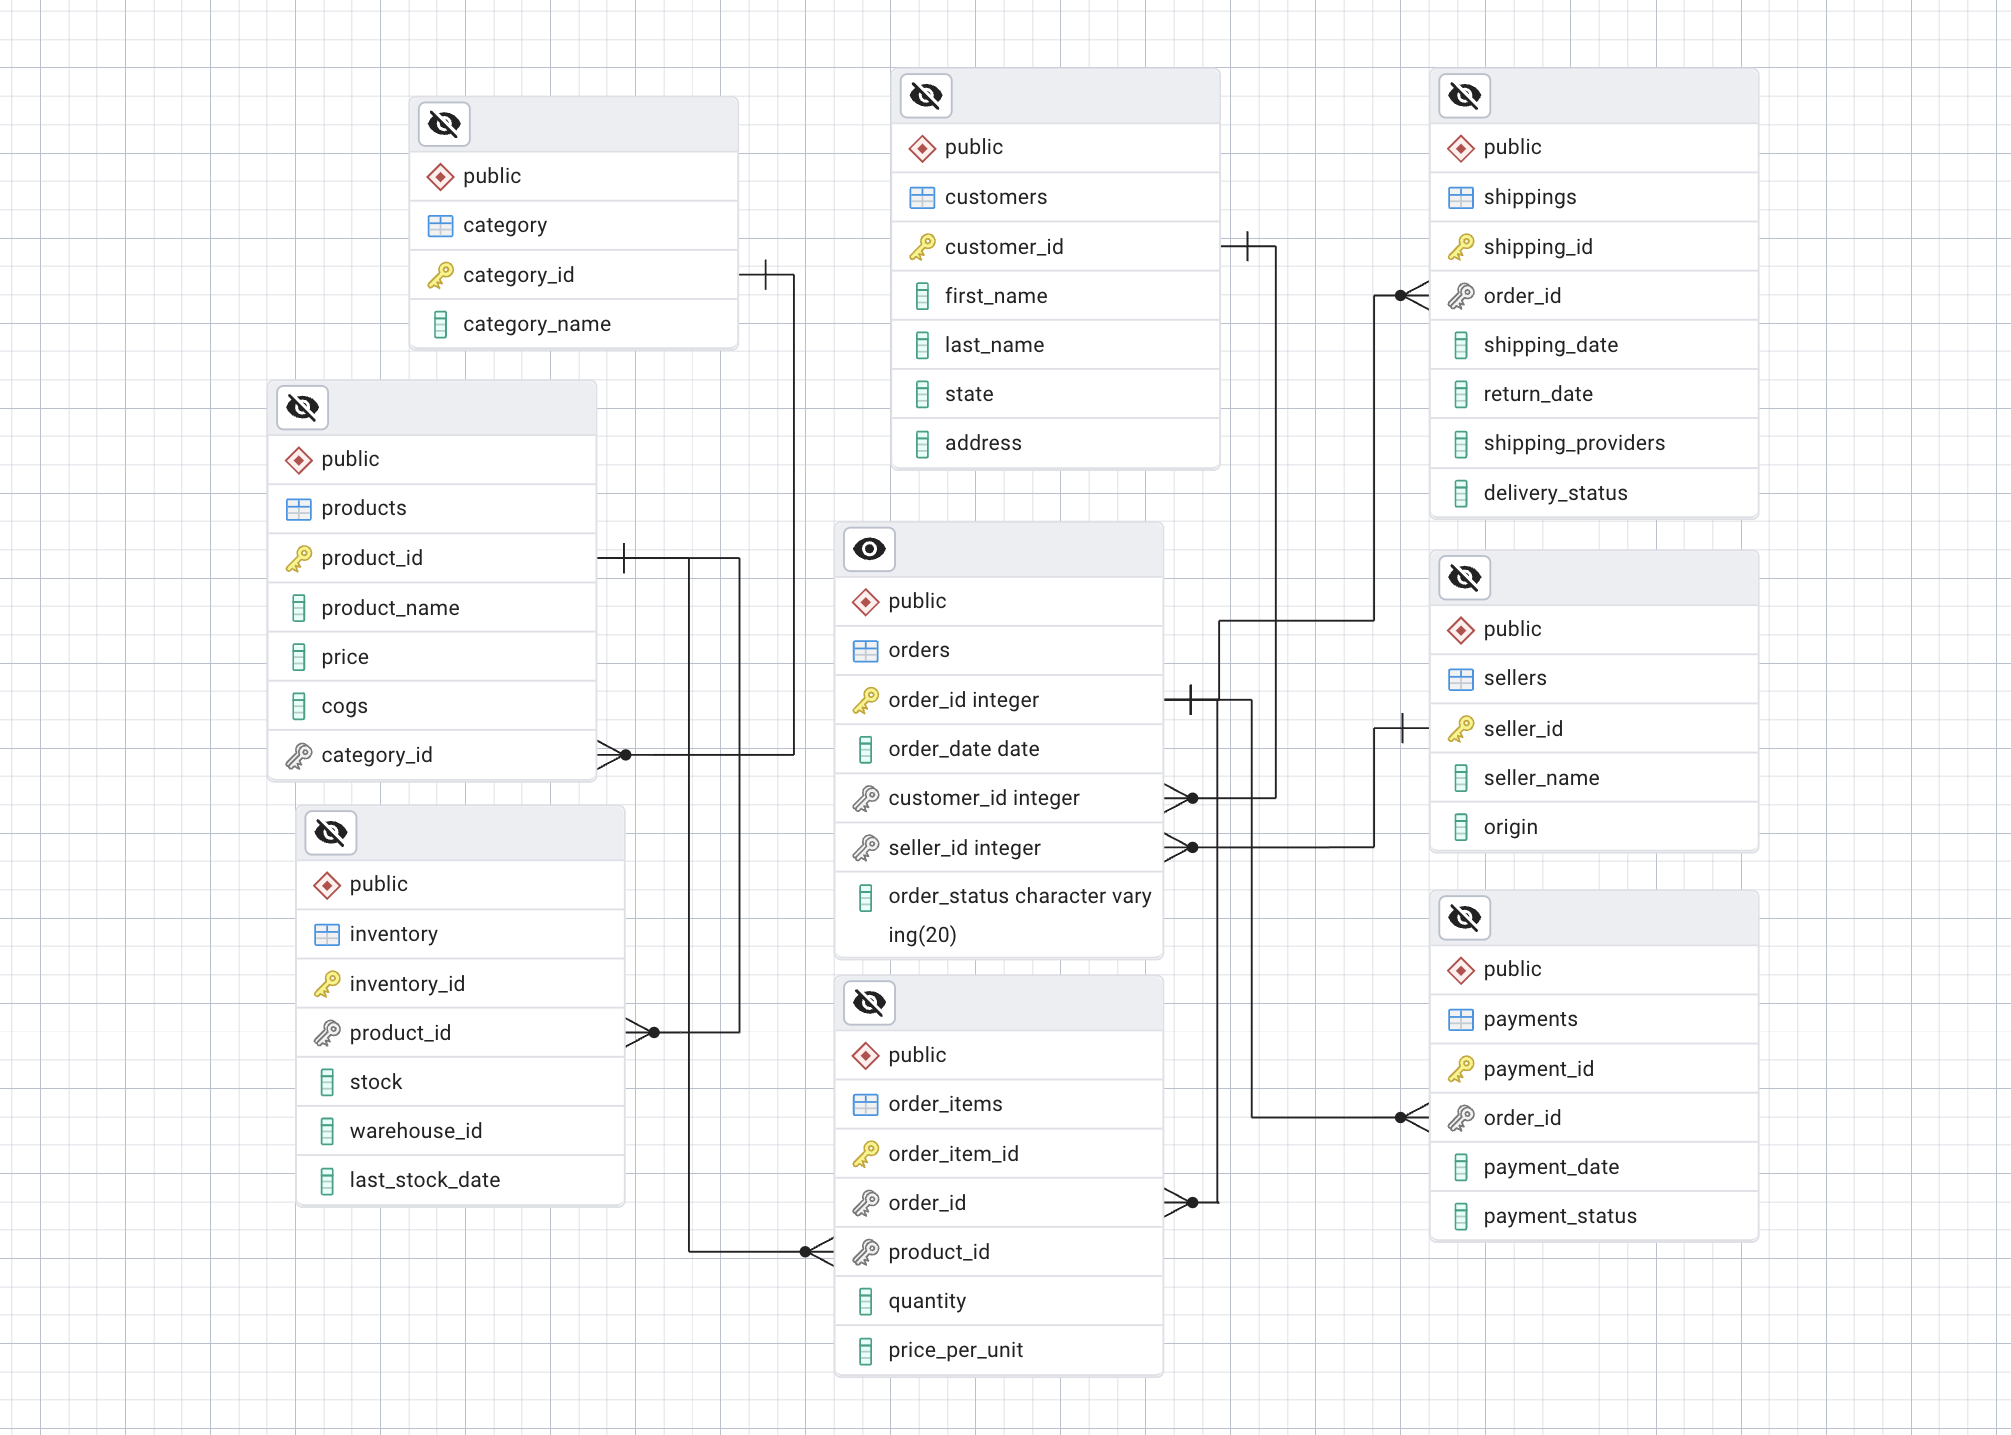 public
category
category_id
category_name
public
products
product_id
product_name
price
cogs
category_id
public
inventory
inventory_id
product_id
stock
warehouse_id
last_stock_date
public
customers
customer_id
first_name
last_name
state
address
public
orders
order_id integer
order_date date
customer_id integer
seller_id integer
order_status character vary
ing(20)
public
order_items
order_item_id
order_id
product_id
quantity
price_per_unit
public
shippings
shipping_id
order_id
shipping_date
return_date
shipping_providers
delivery_status
public
sellers
seller_id
seller_name
origin
public
payments
payment_id
order_id
payment_date
payment_status